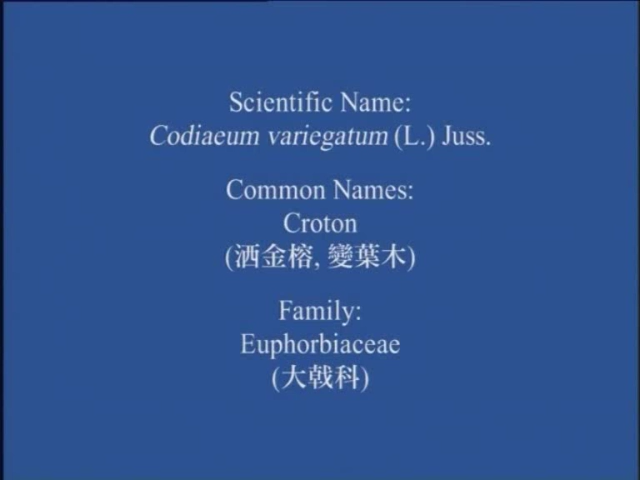 Scientific Name:
Codiaeum variegatum (L.) Juss.
Common Names:
Croton
(洒金榕, 變葉木)
Family:
Euphorbiaceae
(大戟科)